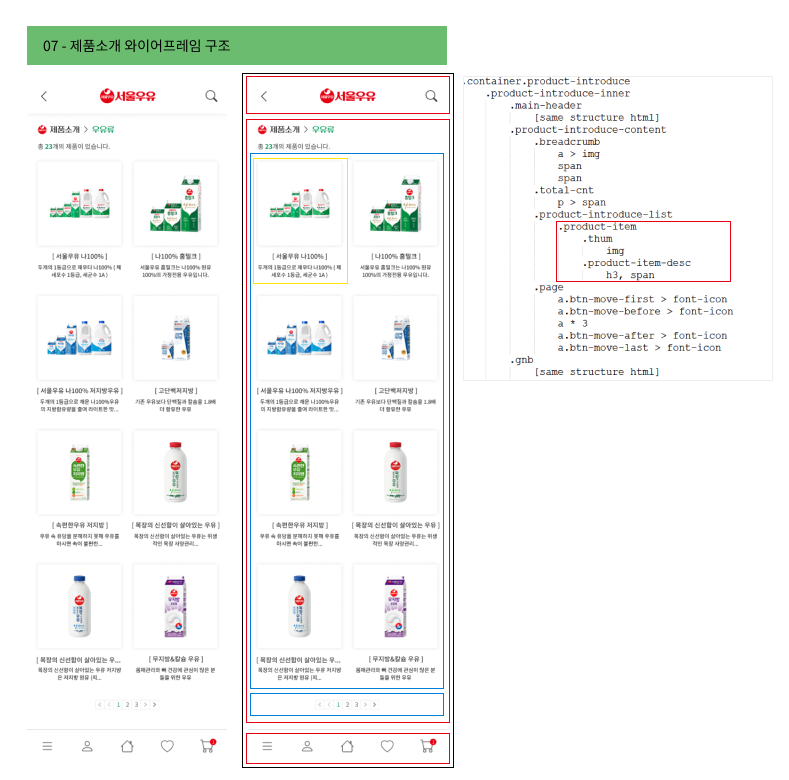 07 - 제품소개 와이어프레임 구조
서울우유
제품소개 > 우유류
총 23개의 제품이 있습니다.
[ 서울우유 나100% ]
두개의 1등급으로 채우다 나100% ( 체
세포수 1등급, 세균수 1A )
[ 나100% 홈밀크 ]
서울우유 홈밀크는 나100% 원유
100%의 가정전용 우유입니다.
[ 서울우유 나100% 저지방우유 ]
두개의 1등급으로 채운 나100%우유
의 지방함유량을 줄여 라이트한 맛...
[ 고단백저지방 ]
기존 우유보다 단백질과 칼슘을 1.8배
더 함유한 우유
[ 속편한우유 저지방 ]
우유 속 유당을 분해하지 못해 우유를
마시면 속이 불편한...
[ 목장의 신선함이 살아있는 우유 ]
목장의 신선함이 살아있는 우유는 위생
적인 목장 사양관리...
[ 목장의 신선함이 살아있는 우...
목장의 신선함이 살아있는 우유 저지방
은 저지방 원유 (지...
[ 무지방&칼슘 우유 ]
몸매관리와 뼈 건강에 관심이 많은 분
들을 위한 우유
1 2 3
서울우유
제품소개 > 우유류
총 23개의 제품이 있습니다.
[ 서울우유 나100% ]
두개의 1등급으로 채우다 나100% ( 체
세포수 1등급, 세균수 1A )
[ 나100% 홈밀크 ]
서울우유 홈밀크는 나100% 원유
100%의 가정전용 우유입니다.
[ 서울우유 나100% 저지방우유 ]
두개의 1등급으로 채운 나100%우유
의 지방함유량을 줄여 라이트한 맛...
[ 고단백저지방 ]
기존 우유보다 단백질과 칼슘을 1.8배
더 함유한 우유
[ 속편한우유 저지방 ]
우유 속 유당을 분해하지 못해 우유를
마시면 속이 불편한...
[ 목장의 신선함이 살아있는 우유 ]
목장의 신선함이 살아있는 우유는 위생
적인 목장 사양관리...
[ 목장의 신선함이 살아있는 우...
목장의 신선함이 살아있는 우유 저지방
은 저지방 원유 (지...
[ 무지방&칼슘 우유 ]
몸매관리와 뼈 건강에 관심이 많은 분
들을 위한 우유
1 2 3
.container.product-introduce
.product-introduce-inner
.main-header
[same structure html]
.product-introduce-content
.breadcrumb
a > img
span
span
.total-cnt
p > span
.product-introduce-list
.product-item
.thum
img
.product-item-desc
h3, span
.page
a.btn-move-first > font-icon
a.btn-move-before > font-icon
a * 3
a.btn-move-after > font-icon
a.btn-move-last > font-icon
.gnb
[same structure html]